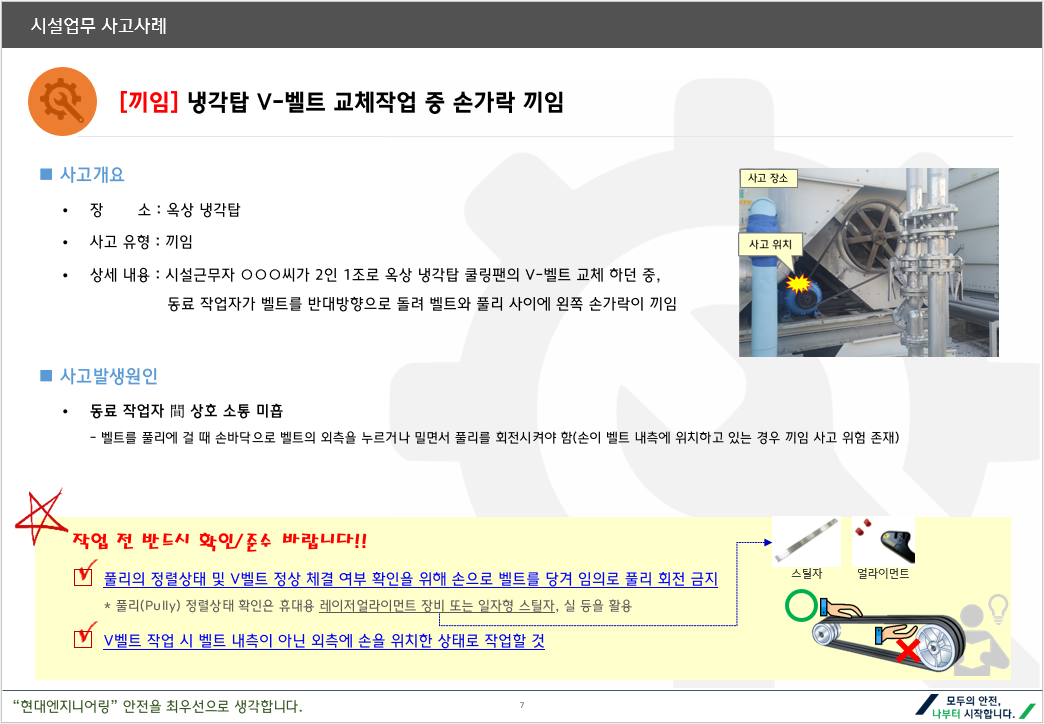 시설업무 사고사례
[끼임] 냉각탑 V-벨트 교체작업 중 손가락 끼임
■ 사고개요
• 장 소 : 옥상 냉각탑
• 사고 유형 : 끼임
• 상세 내용 : 시설근무자 ○○○씨가 2인 1조로 옥상 냉각탑 쿨링팬의 V-벨트 교체 하던 중,
동료 작업자가 벨트를 반대방향으로 돌려 벨트와 풀리 사이에 왼쪽 손가락이 끼임
사고 장소
사고 위치
■ 사고발생원인
• 동료 작업자 間 상호 소통 미흡
- 벨트를 풀리에 걸 때 손바닥으로 벨트의 외측을 누르거나 밀면서 풀리를 회전시켜야 함(손이 벨트 내측에 위치하고 있는 경우 끼임 사고 위험 존재)
작업 전 반드시 확인/준수 바랍니다!!
풀리의 정렬상태 및 V벨트 정상 체결 여부 확인을 위해 손으로 벨트를 당겨 임의로 풀리 회전 금지
* 풀리(Pully) 정렬상태 확인은 휴대용 레이저얼라이먼트 장비 또는 일자형 스틸자, 실 등을 활용
V벨트 작업 시 벨트 내측이 아닌 외측에 손을 위치한 상태로 작업할 것
스틸자
얼라이먼트
“현대엔지니어링” 안전을 최우선으로 생각합니다.
7
모두의 안전,
나부터 시작합니다.